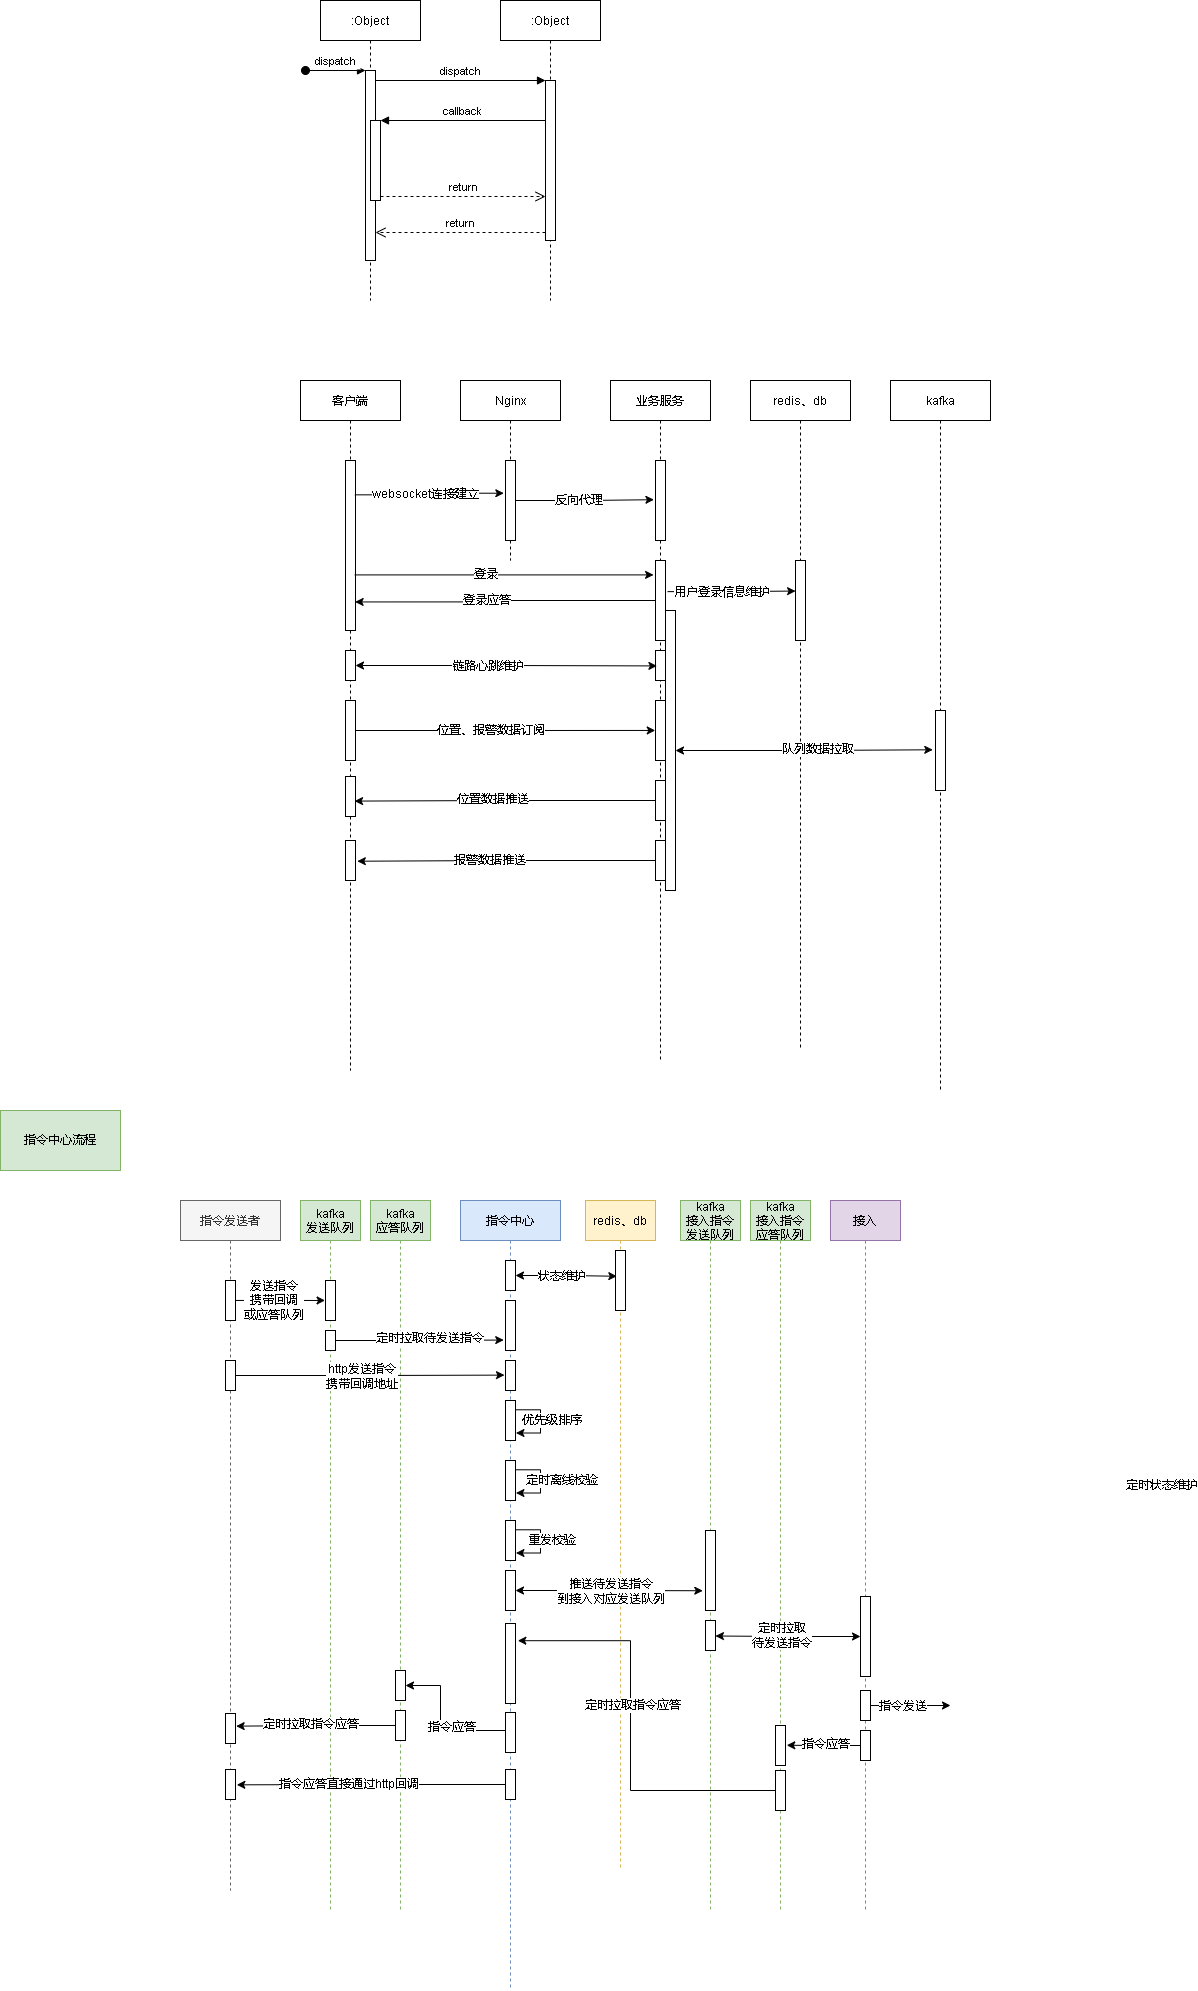 :Object
:Object
dispatch
dispatch
callback
return
return
客户端
Nginx
业务服务
redis、db
kafka
websocket连接建立
反向代理
登录
用户登录信息维护
登录应答
链路心跳维护
位置、报警数据订阅
队列数据拉取
位置数据推送
报警数据推送
指令中心流程
指令发送者
kafka
发送队列
kafka
应答队列
指令中心
redis、db
kafka
接入指令
发送队列
kafka
接入指令
应答队列
接入
状态维护
发送指令
携带回调
或应答队列
定时拉取待发送指令
http发送指令
携带回调地址
优先级排序
定时离线校验
定时状态维护
重发校验
推送待发送指令
到接入对应发送队列
定时拉取
待发送指令
定时拉取指令应答
指令发送
定时拉取指令应答
指令应答
指令应答
指令应答直接通过http回调